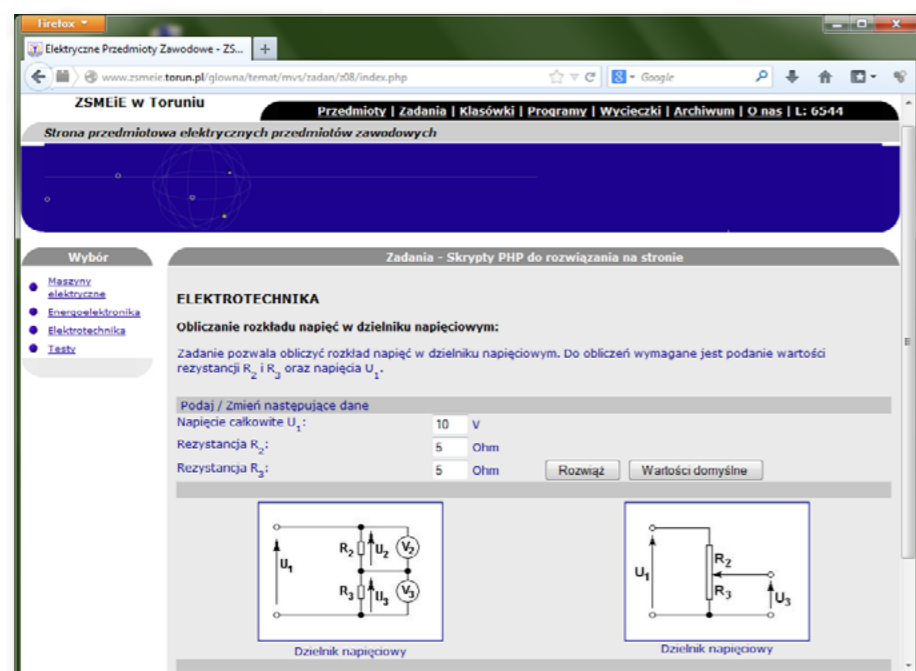 Firefox
Elektryczne Przedmioty Zawodowe - ZS...
www.zsmeie.torun.pl/glowna/temat/mvs/zadan/z08/index.php
Google
ZSMEiE w Toruniu
Przedmioty | Zadania | Klasówki | Programy | Wycieczki | Archiwum | O nas | L: 6544
Strona przedmiotowa elektrycznych przedmiotów zawodowych
Wybór
Maszyny
elektryczne
Energoelektronika
Elektrotechnika
Testy
Zadania - Skrypty PHP do rozwiązania na stronie
ELEKTROTECHNIKA
Obliczanie rozkładu napięć w dzielniku napięciowym:
Zadanie pozwala obliczyć rozkład napięć w dzielniku napięciowym. Do obliczeń wymagane jest podanie wartości
rezystancji R2 i R3 oraz napięcia U1.
Podaj / Zmień następujące dane
Napięcie całkowite U1: 10 V
Rezystancja R2: 5 Ohm
Rezystancja R3: 5 Ohm Rozwiąż Wartości domyślne
U1 R2 U2 V2
R3 U3 V3
Dzielnik napięciowy
U1 R2
R3 U3
Dzielnik napięciowy